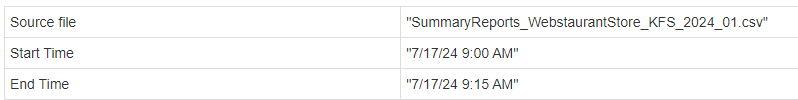 Source file "SummaryReports_WebstaurantStore_KFS_2024_01.csv"
Start Time "7/17/24 9:00 AM"
End Time "7/17/24 9:15 AM"